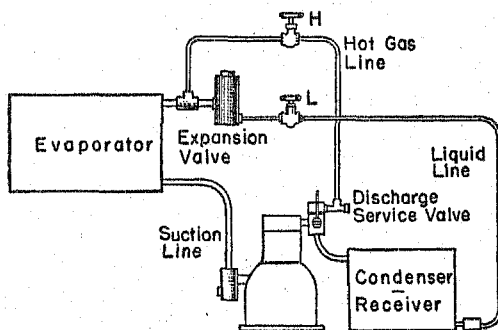 H
Hot Gas
Line
L
Expansion
Valve
Evaporator
Liquid
Line
Discharge
Service Valve
Suction
Line
Condenser
-
Receiver